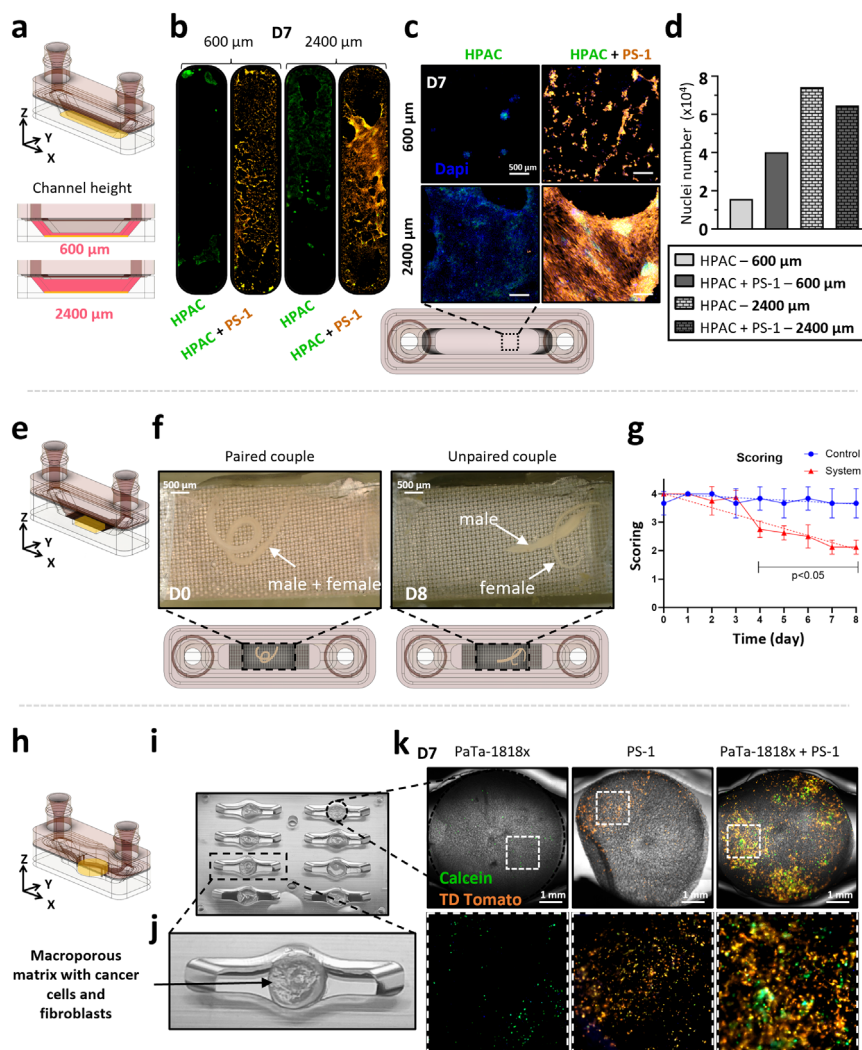 a
Z
Y
X
Channel height
600 µm
2400 µm
b
D7
600 µm
2400 µm
HPAC
HPAC + PS-1
HPAC
HPAC + PS-1
c
HPAC
HPAC + PS-1
D7
600 µm
Dapi
500 µm
2400 µm
d
Nuclei number (x10⁴)
8
6
4
2
0
HPAC – 600 µm
HPAC + PS-1 – 600 µm
HPAC – 2400 µm
HPAC + PS-1 – 2400 µm
e
Z
Y
X
f
Paired couple
500 µm
male + female
D0
Unpaired couple
500 µm
male
female
D8
g
Control
System
Scoring
Scoring
5
4
3
2
1
0
0 1 2 3 4 5 6 7 8
p<0.05
Time (day)
h
Z
Y
X
i
j
Macroporous
matrix with cancer
cells and
fibroblasts
k
D7
PaTa-1818x
PS-1
PaTa-1818x + PS-1
Calcein
TD Tomato
1 mm
1 mm
1 mm